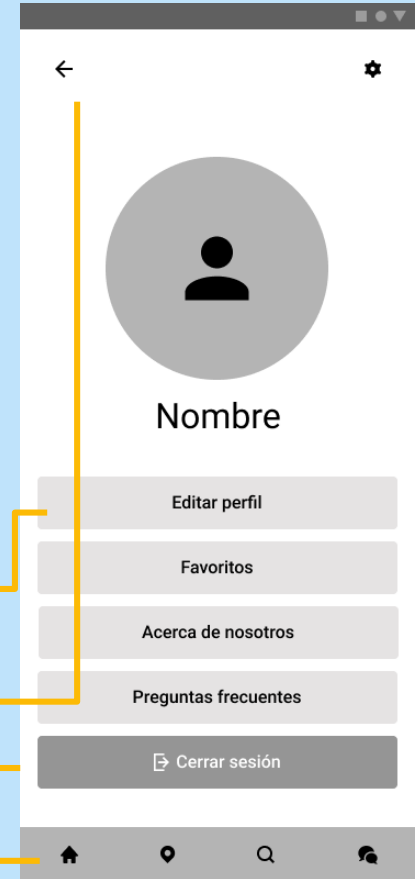 Nombre
Editar perfil
Favoritos
Acerca de nosotros
Preguntas frecuentes
Cerrar sesión